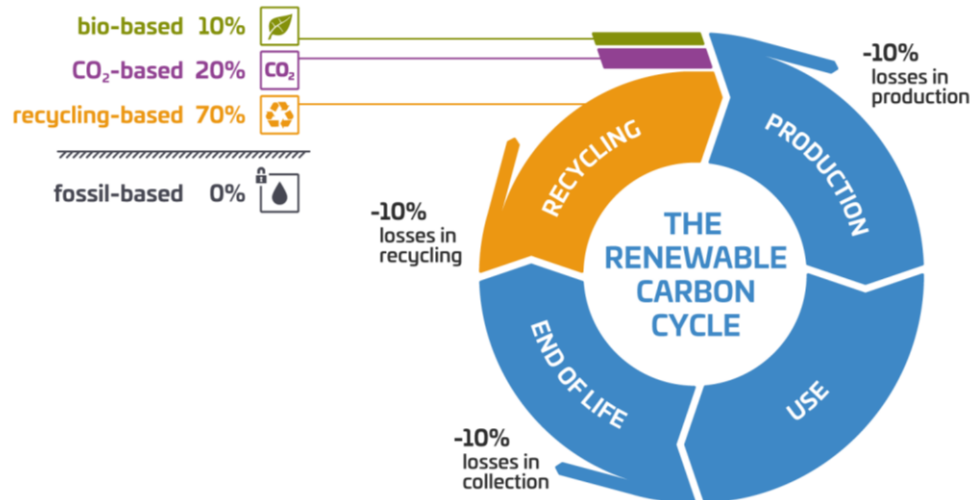 bio-based 10%
CO₂-based 20% CO₂
recycling-based 70%
fossil-based 0%
-10%
losses in
production
PRODUCTION
RECYCLING
-10%
losses in
recycling
THE
RENEWABLE
CARBON
CYCLE
END OF LIFE
USE
-10%
losses in
collection